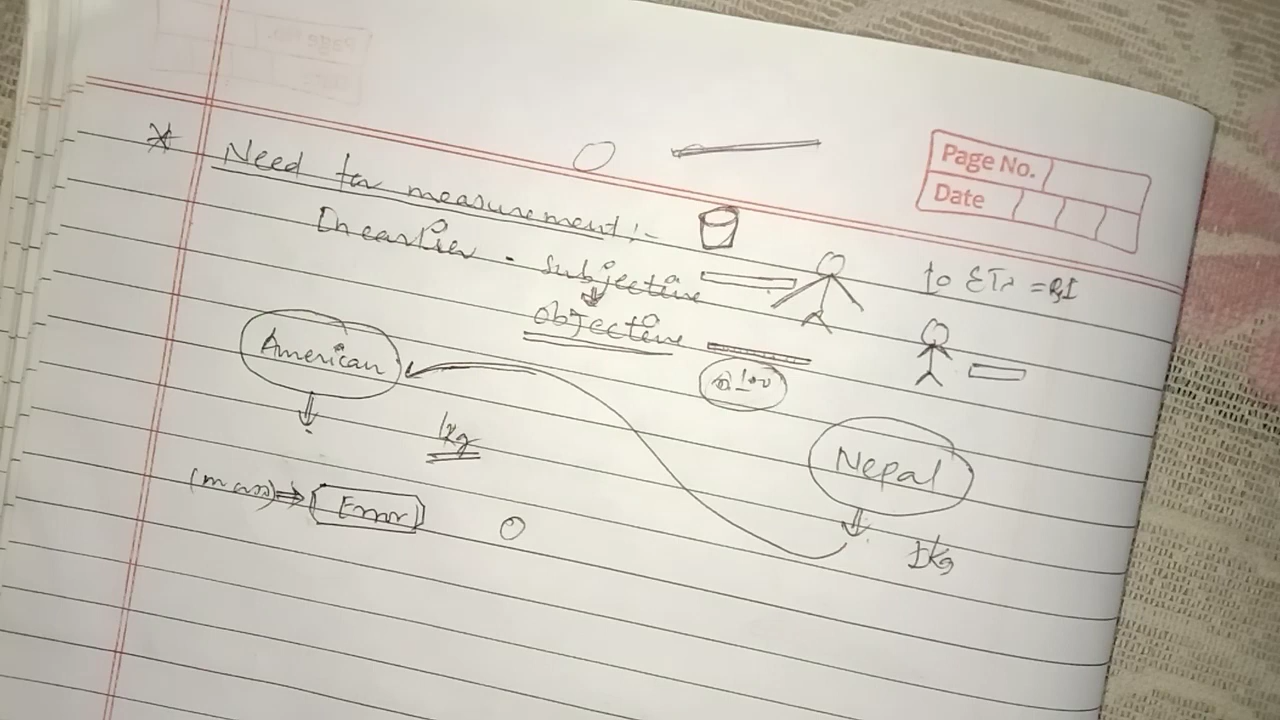 Page No.
Date
* Need for measurement :-
In earlier - subjective
objective
American
1kg
Nepal
1kg
(mass) ⇒ Error